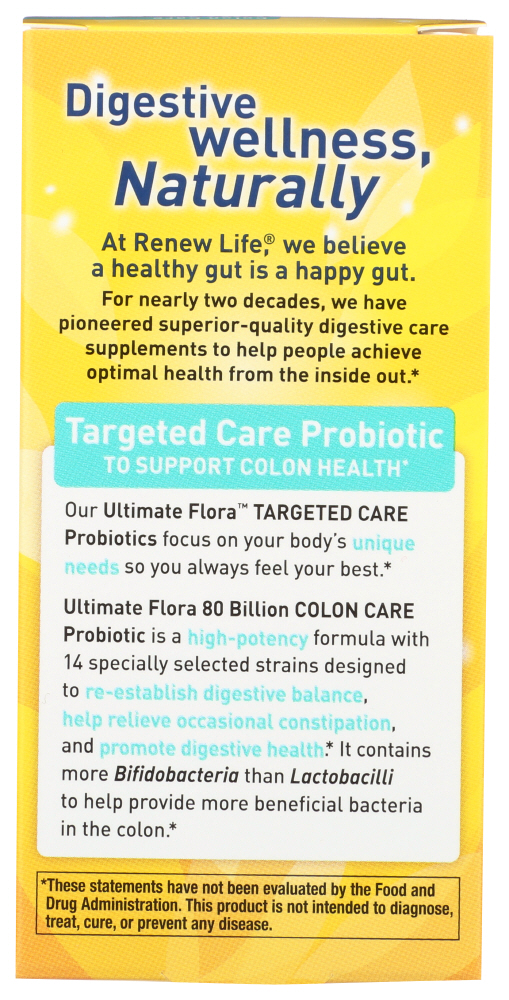 Digestive
wellness,
Naturally
At Renew Life,® we believe
a healthy gut is a happy gut.
For nearly two decades, we have
pioneered superior-quality digestive care
supplements to help people achieve
optimal health from the inside out.*
Targeted Care Probiotic
TO SUPPORT COLON HEALTH*
Our Ultimate Flora™ TARGETED CARE
Probiotics focus on your body's unique
needs so you always feel your best.*
Ultimate Flora 80 Billion COLON CARE
Probiotic is a high-potency formula with
14 specially selected strains designed
to re-establish digestive balance,
help relieve occasional constipation,
and promote digestive health.* It contains
more Bifidobacteria than Lactobacilli
to help provide more beneficial bacteria
in the colon.*
*These statements have not been evaluated by the Food and
Drug Administration. This product is not intended to diagnose,
treat, cure, or prevent any disease.